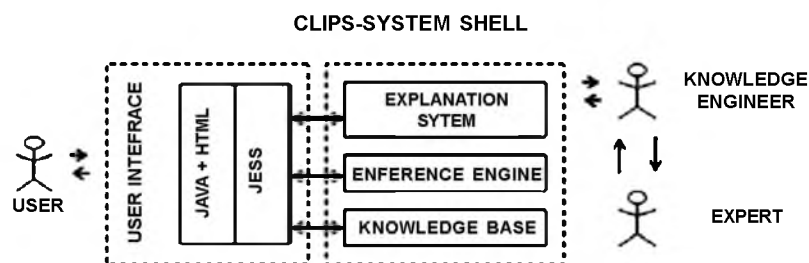 CLIPS-SYSTEM SHELL
USER INTEFRACE
JAVA + HTML
JESS
EXPLANATION
SYTEM
ENFERENCE ENGINE
KNOWLEDGE BASE
USER
KNOWLEDGE
ENGINEER
EXPERT